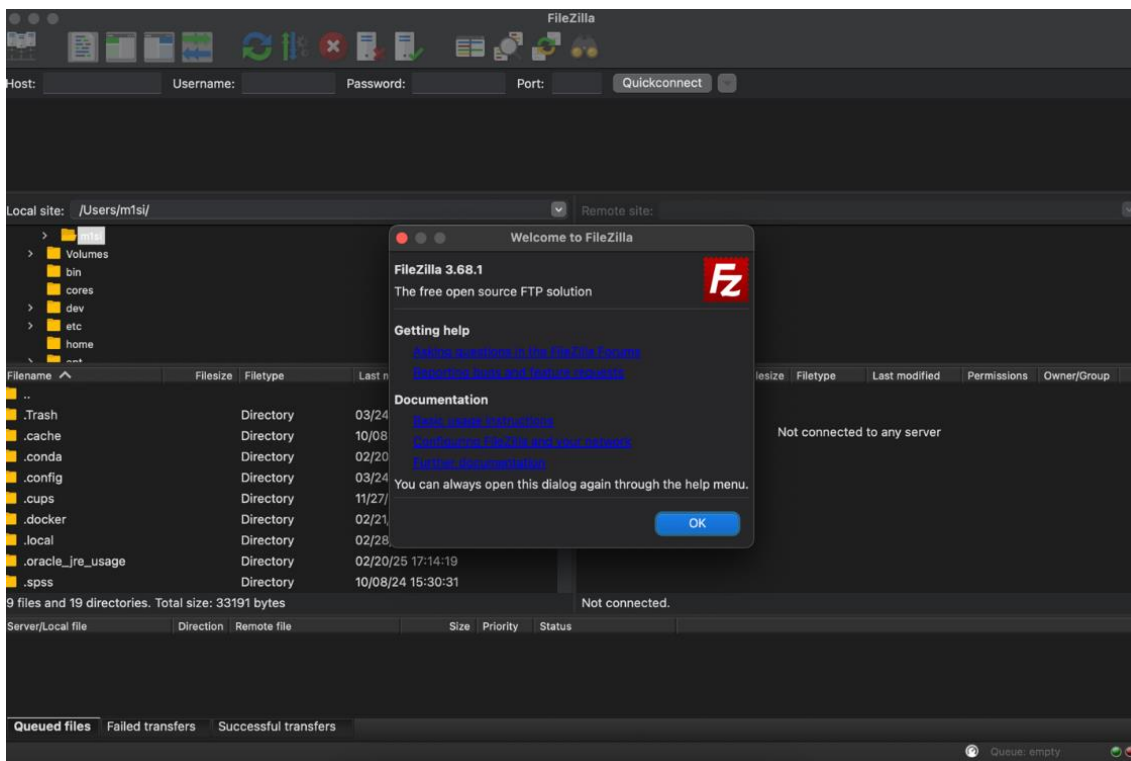 FileZilla
Host: Username: Password: Port: Quickconnect
Local site: /Users/m1si/
Remote site:
m1si
Volumes
bin
cores
dev
etc
home
opt
Welcome to FileZilla
FileZilla 3.68.1
The free open source FTP solution
Fz
Getting help
Asking questions in the FileZilla Forums
Reporting bugs and feature requests
Documentation
Basic usage instructions
Configuring FileZilla and your network
Further documentation
You can always open this dialog again through the help menu.
OK
Filename Filesize Filetype Last
..
.Trash Directory 03/24
.cache Directory 10/08
.conda Directory 02/20
.config Directory 03/24
.cups Directory 11/27/
.docker Directory 02/21,
.local Directory 02/28
.oracle_jre_usage Directory 02/20/25 17:14:19
.spss Directory 10/08/24 15:30:31
9 files and 19 directories. Total size: 33191 bytes
Filetype Last modified Permissions Owner/Group
Not connected to any server
Not connected.
Server/Local file Direction Remote file Size Priority Status
Queued files Failed transfers Successful transfers
Queue: empty